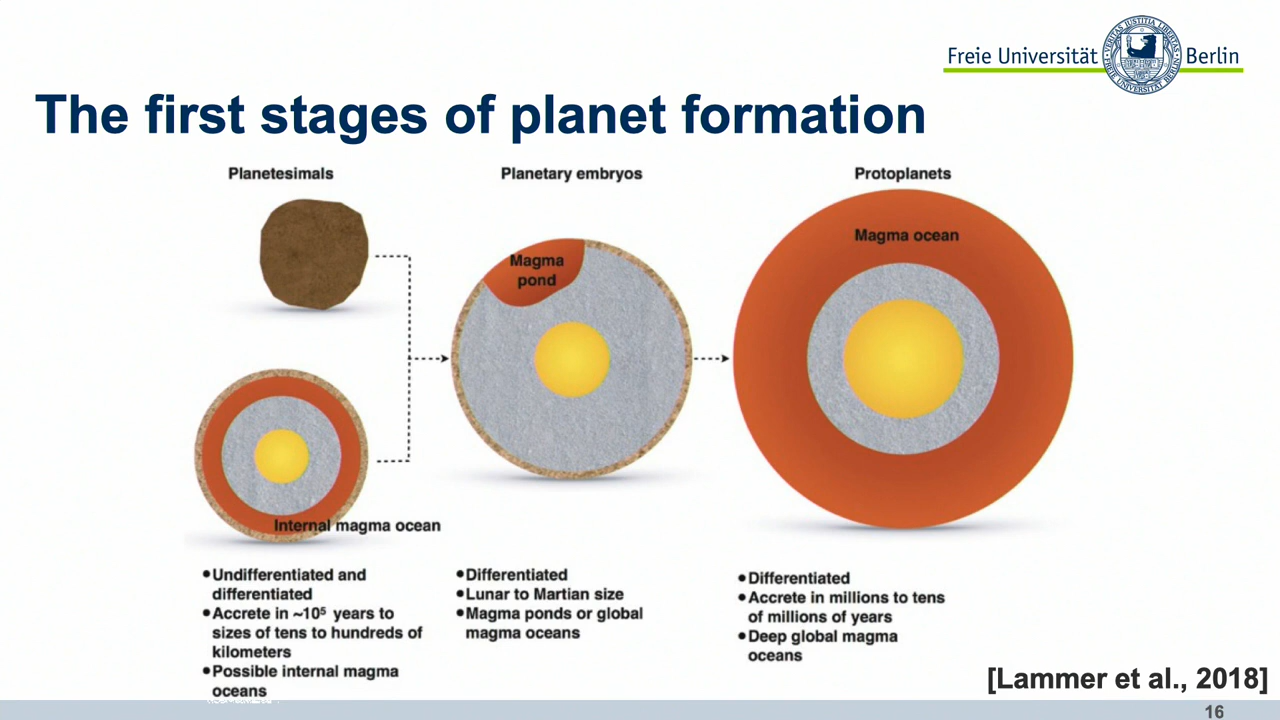 Freie Universität Berlin
The first stages of planet formation
Planetesimals
Planetary embryos
Protoplanets
Magma
pond
Magma ocean
Internal magma ocean
•Undifferentiated and
differentiated
•Accrete in ~10⁵ years to
sizes of tens to hundreds of
kilometers
•Possible internal magma
oceans
•Differentiated
•Lunar to Martian size
•Magma ponds or global
magma oceans
•Differentiated
•Accrete in millions to tens
of millions of years
•Deep global magma
oceans
[Lammer et al., 2018]
16